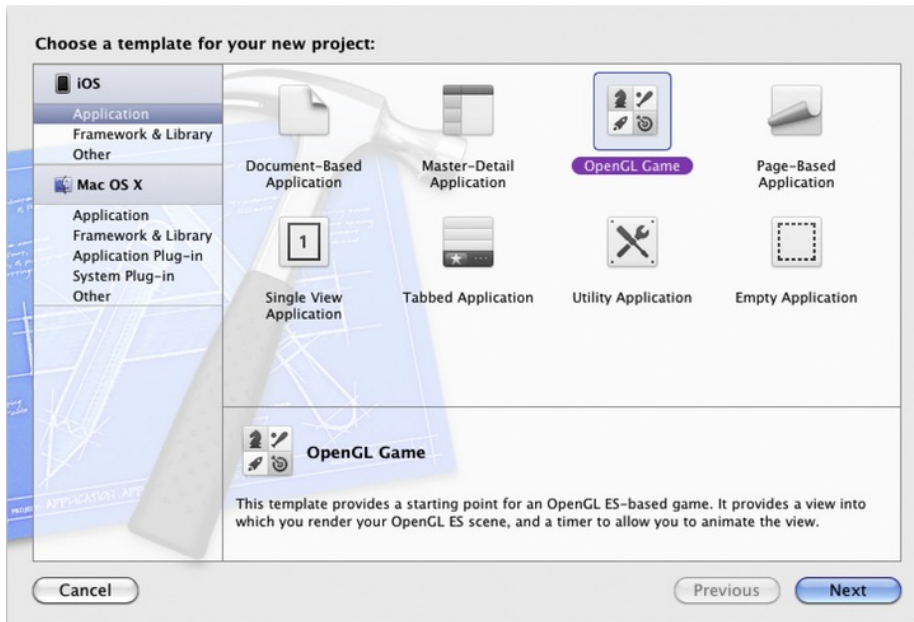 Choose a template for your new project:
iOS
Application
Framework & Library
Other
Mac OS X
Application
Framework & Library
Application Plug-in
System Plug-in
Other
Document-Based
Application
Master-Detail
Application
OpenGL Game
Page-Based
Application
1
Single View
Application
Tabbed Application
Utility Application
Empty Application
OpenGL Game
This template provides a starting point for an OpenGL ES-based game. It provides a view into
which you render your OpenGL ES scene, and a timer to allow you to animate the view.
Cancel
Previous
Next